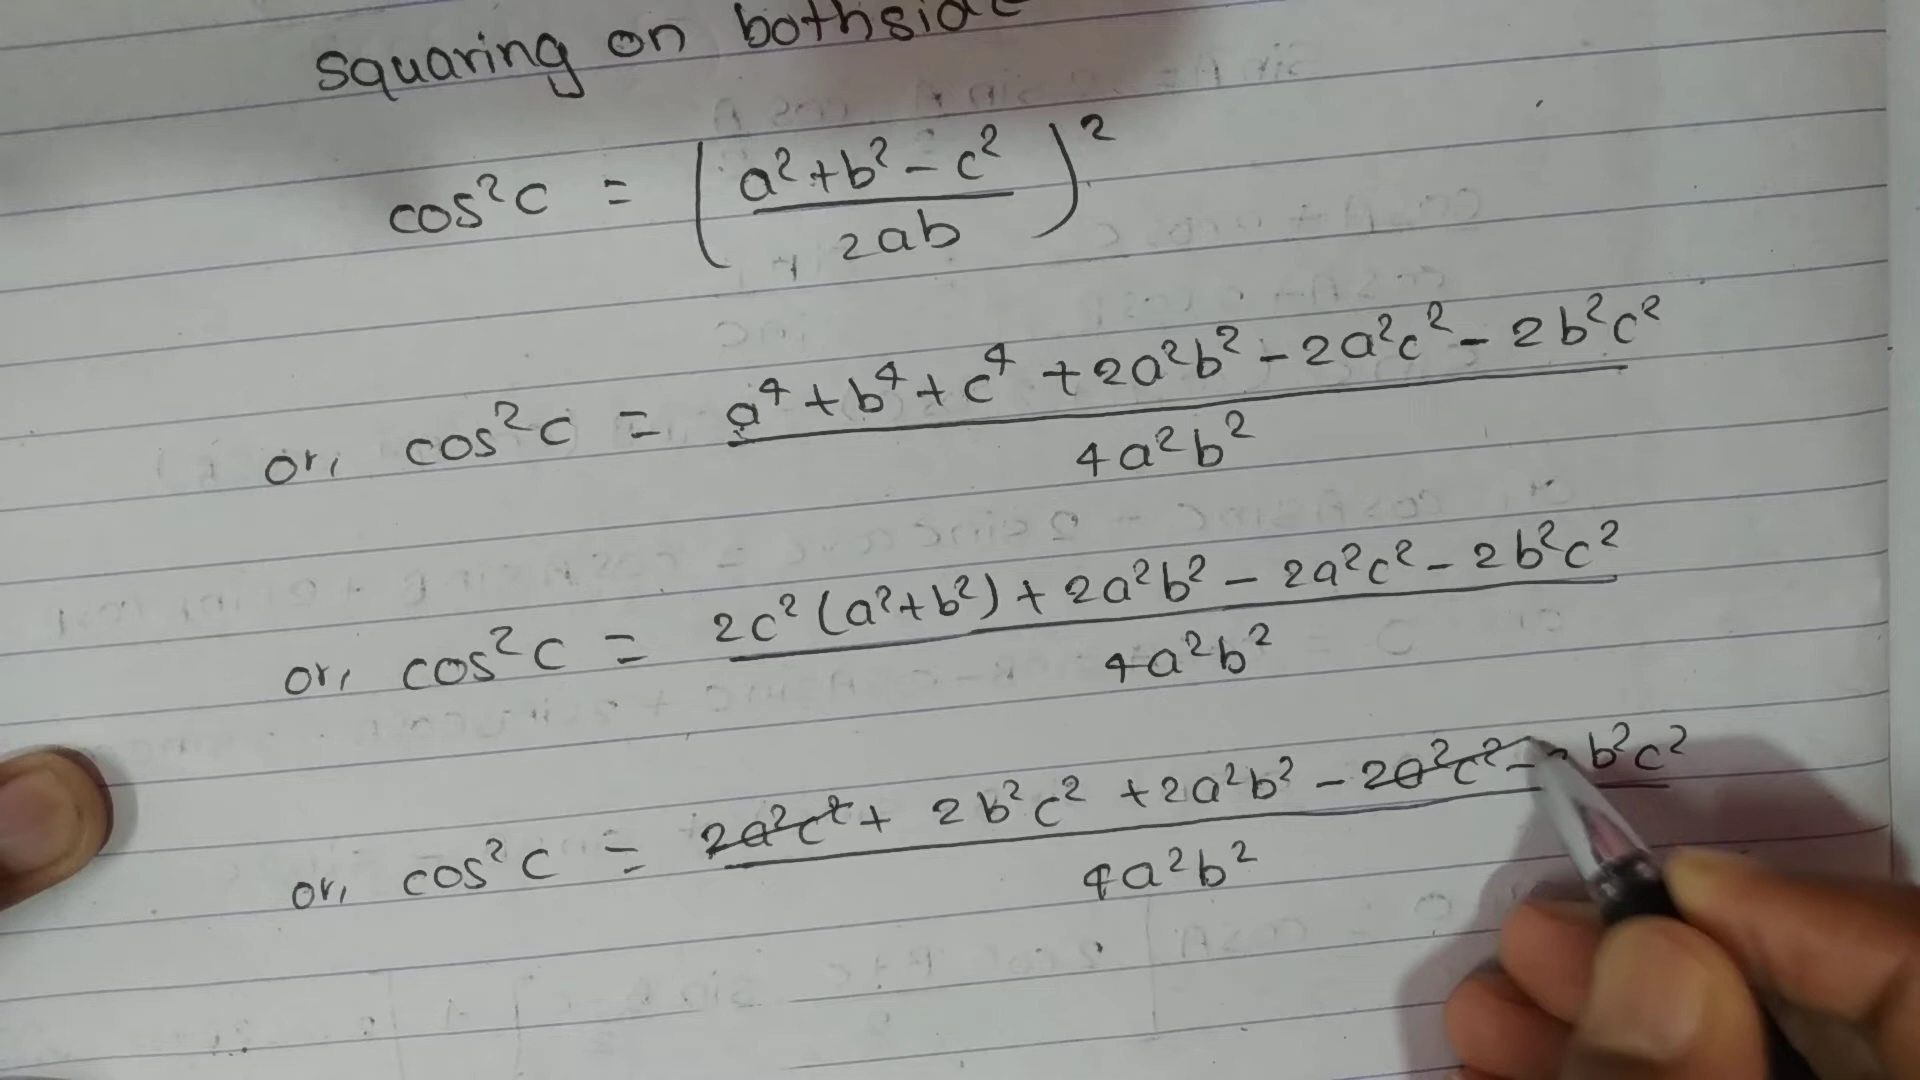 squaring on bothside
cos²c = (a²+b²-c² / 2ab)²
or, cos²c = a⁴+b⁴+c⁴+2a²b²-2a²c²-2b²c² / 4a²b²
or, cos²c = 2c²(a²+b²)+2a²b²-2a²c²-2b²c² / 4a²b²
or, cos²c = 2a²c²+2b²c²+2a²b²-2a²c²- b²c² / 4a²b²